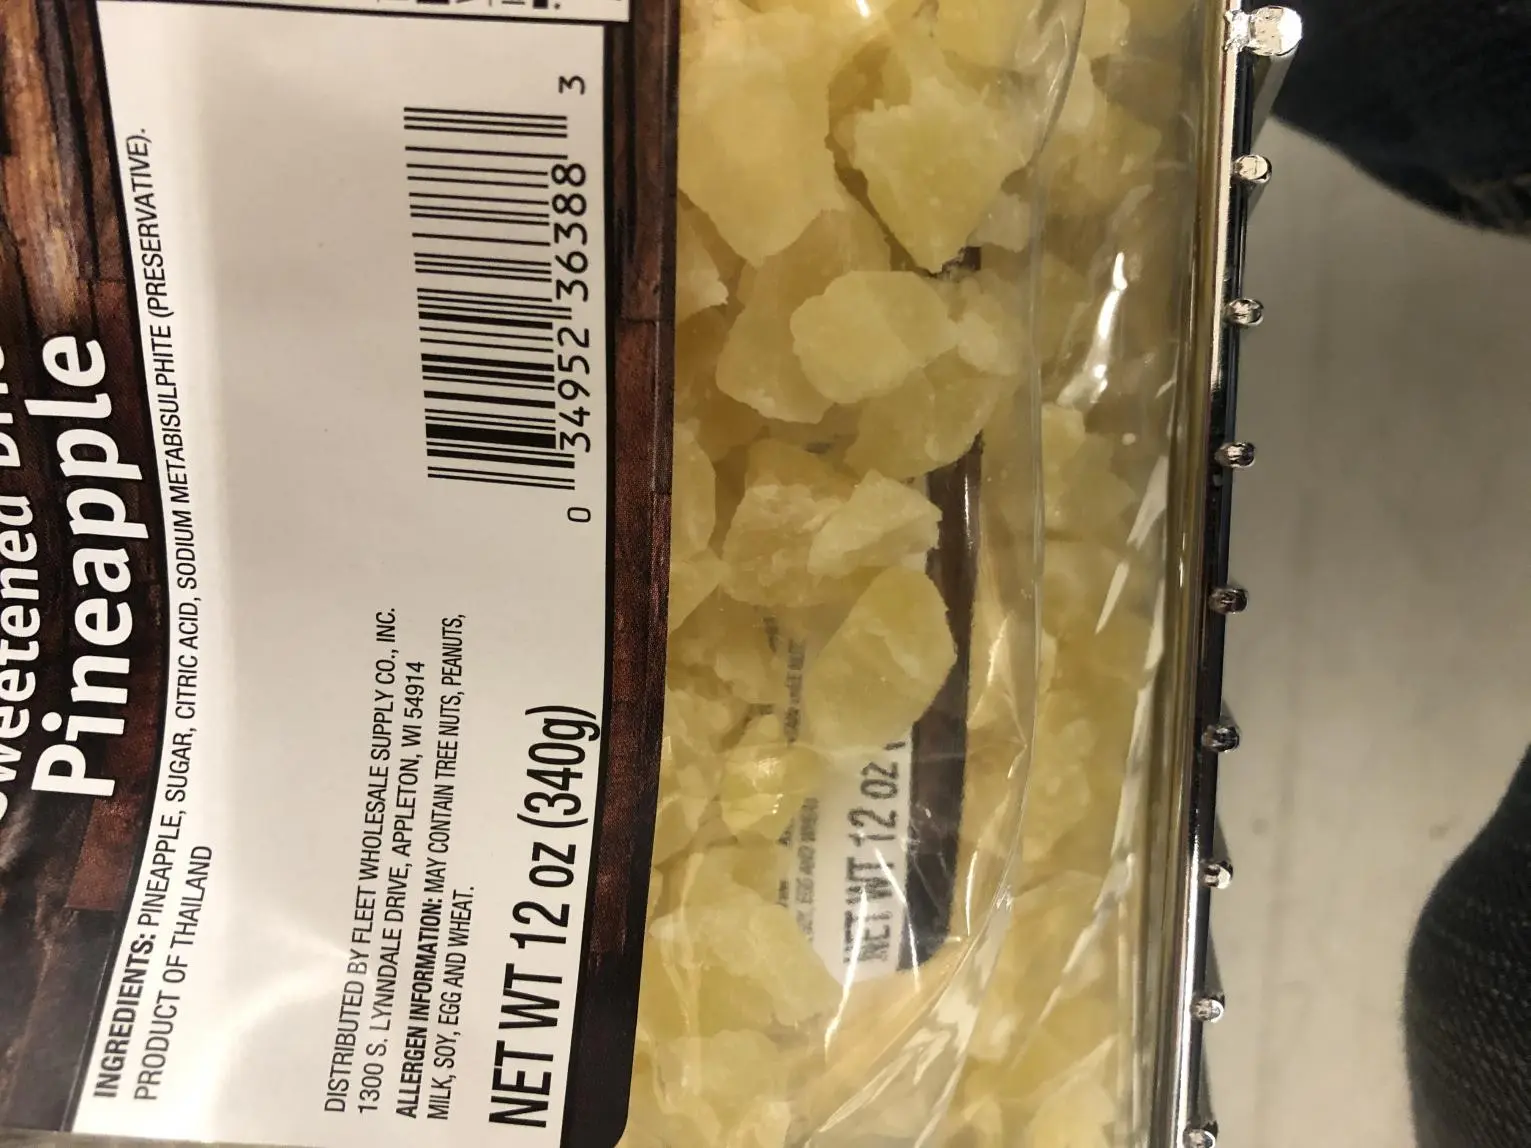 Pineapple
INGREDIENTS: PINEAPPLE, SUGAR, CITRIC ACID, SODIUM METABISULPHITE (PRESERVATIVE).
PRODUCT OF THAILAND
DISTRIBUTED BY FLEET WHOLESALE SUPPLY CO., INC.
1300 S. LYNNDALE DRIVE, APPLETON, WI 54914
ALLERGEN INFORMATION: MAY CONTAIN TREE NUTS, PEANUTS,
MILK, SOY, EGG AND WHEAT.
NET WT 12 oz (340g)
0 34952 36388 3
NET WT 12 oz